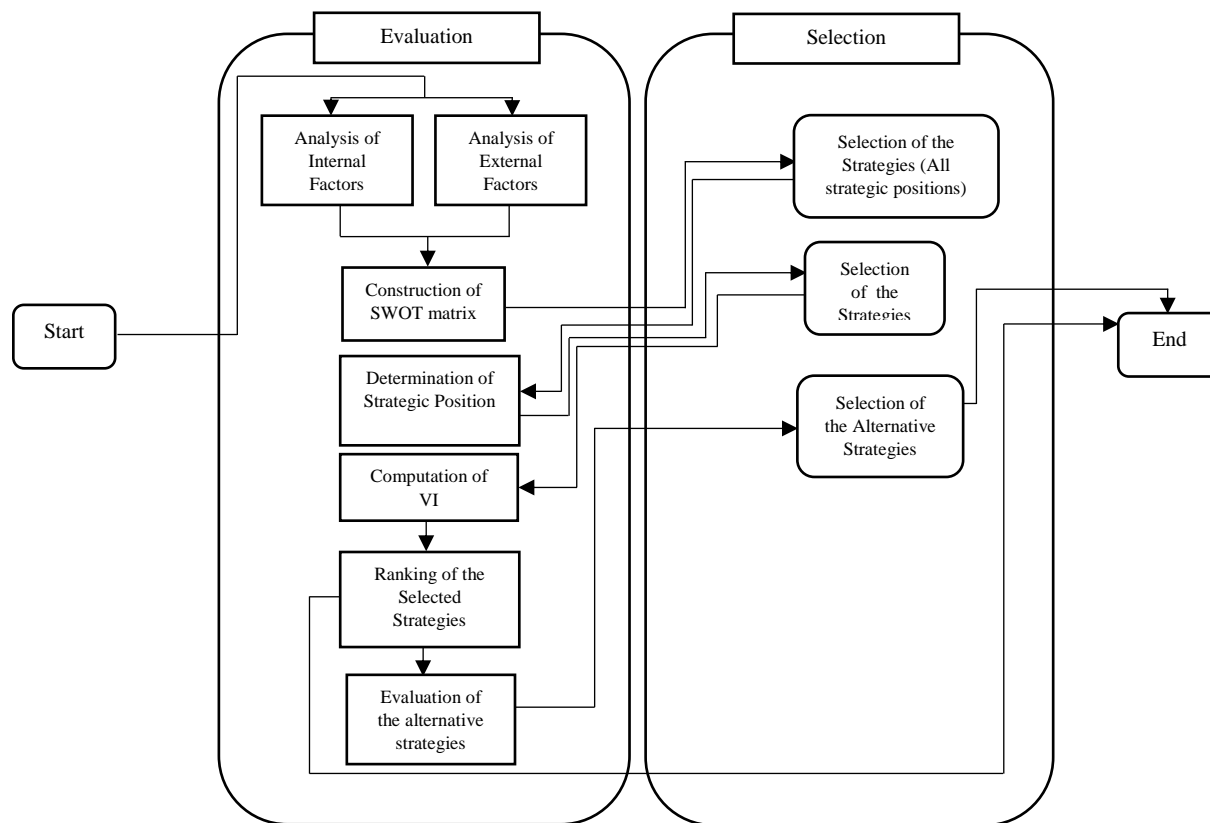 Evaluation
Selection
Analysis of
Internal
Factors
Analysis of
External
Factors
Selection of the
Strategies (All
strategic positions)
Construction of
SWOT matrix
Selection
of the
Strategies
Start
End
Determination of
Strategic Position
Selection of
the Alternative
Strategies
Computation of
VI
Ranking of the
Selected
Strategies
Evaluation of
the alternative
strategies